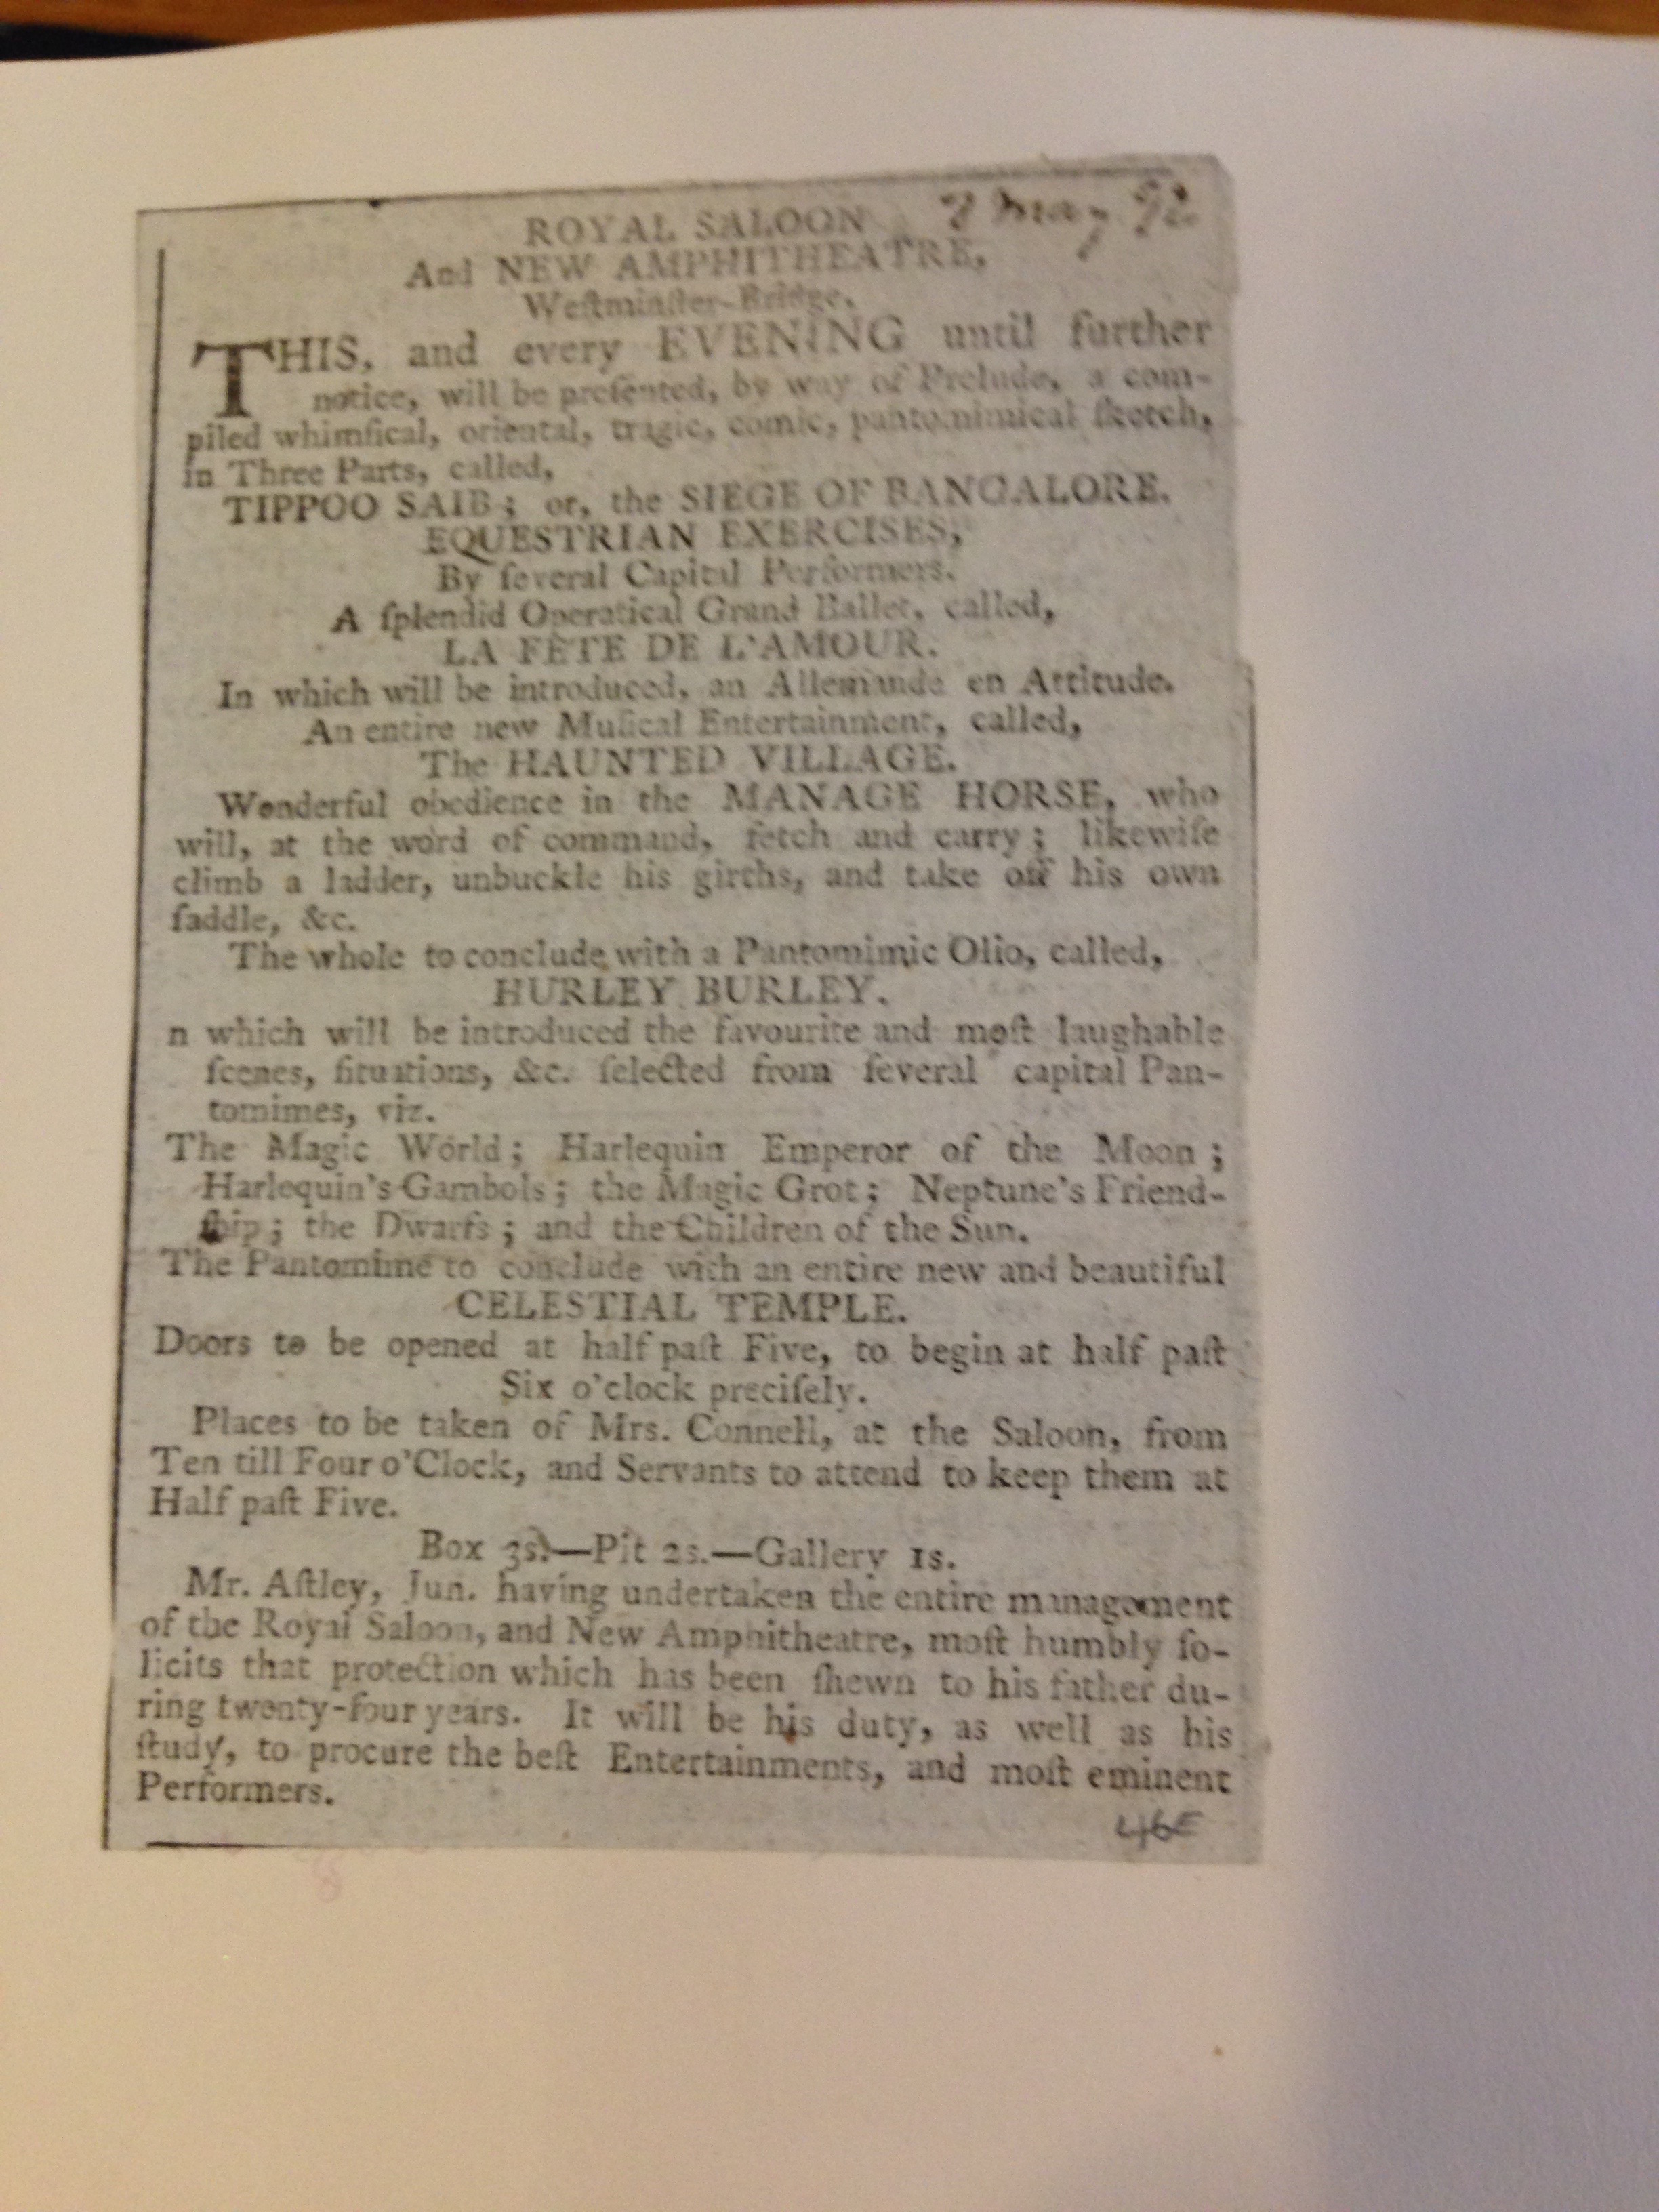 ROYAL SALOON
May 92
And NEW AMPHITHEATRE,
Weſtminſter-Bridge.
THIS, and every EVENING until further
notice, will be preſented, by way of Prelude, a com-
piled whimſical, oriental, tragic, comic, pantomimical ſketch,
in Three Parts, called,
TIPPOO SAIB; or, the SIEGE OF BANGALORE.
EQUESTRIAN EXERCISES,
By ſeveral Capital Performers.
A ſplendid Operatical Grand Ballet, called,
LA FÊTE DE L'AMOUR.
In which will be introduced, an Allemande en Attitude.
An entire new Muſical Entertainment, called,
The HAUNTED VILLAGE.
Wonderful obedience in the MANAGE HORSE, who
will, at the word of command, fetch and carry; likewiſe
climb a ladder, unbuckle his girths, and take off his own
ſaddle, &c.
The whole to conclude with a Pantomimic Olio, called,
HURLEY BURLEY.
n which will be introduced the favourite and moſt laughable
ſcenes, ſituations, &c. ſelected from ſeveral capital Pan-
tomimes, viz.
The Magic World; Harlequin Emperor of the Moon;
Harlequin's Gambols; the Magic Grot; Neptune's Friend-
ſhip; the Dwarfs; and the Children of the Sun.
The Pantomime to conclude with an entire new and beautiful
CELESTIAL TEMPLE.
Doors to be opened at half paſt Five, to begin at half paſt
Six o'clock preciſely.
Places to be taken of Mrs. Connell, at the Saloon, from
Ten till Four o'Clock, and Servants to attend to keep them at
Half paſt Five.
Box 3s.—Pit 2s.—Gallery 1s.
Mr. Aſtley, Jun. having undertaken the entire management
of the Royal Saloon, and New Amphitheatre, moſt humbly ſo-
licits that protection which has been ſhewn to his father du-
ring twenty-four years. It will be his duty, as well as his
ſtudy, to procure the beſt Entertainments, and moſt eminent
Performers.